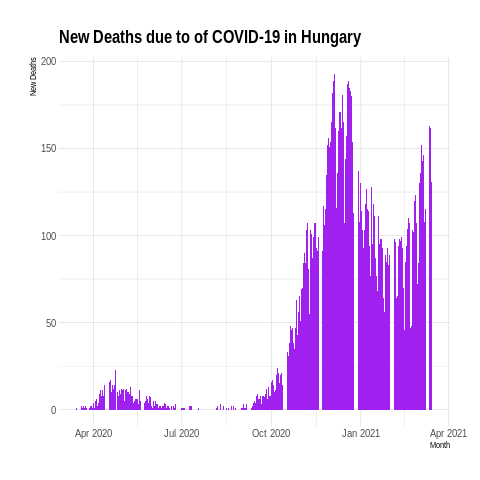 New Deaths due to of COVID-19 in Hungary
New Deaths
200
150
100
50
0
Apr 2020
Jul 2020
Oct 2020
Jan 2021
Apr 2021
Month